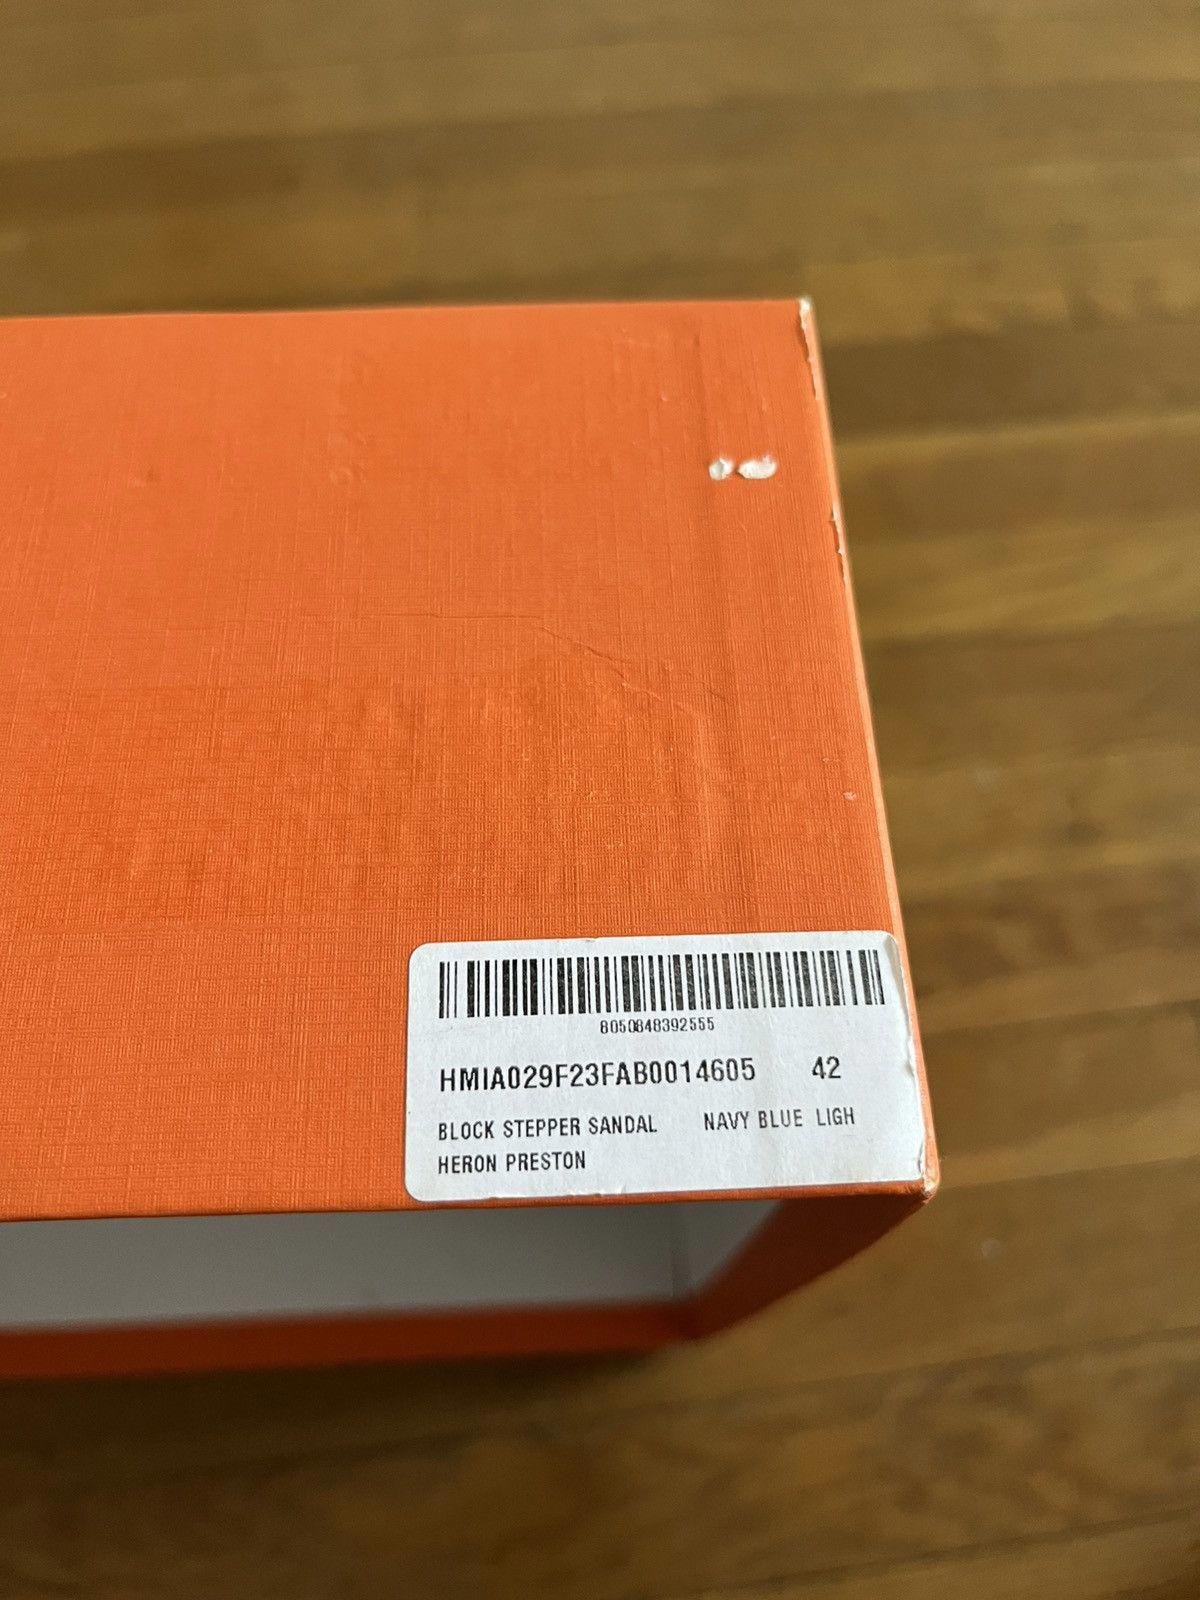 8050848392555
HMIA029F23FAB0014605 42
BLOCK STEPPER SANDAL NAVY BLUE LIGH
HERON PRESTON